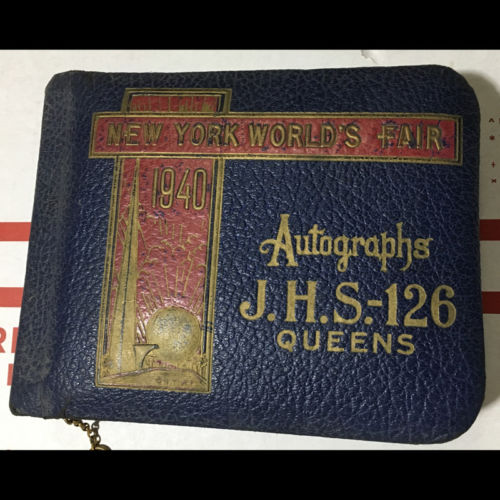 NEW YORK WORLD'S FAIR
1940
Autographs
J.H.S.-126
QUEENS